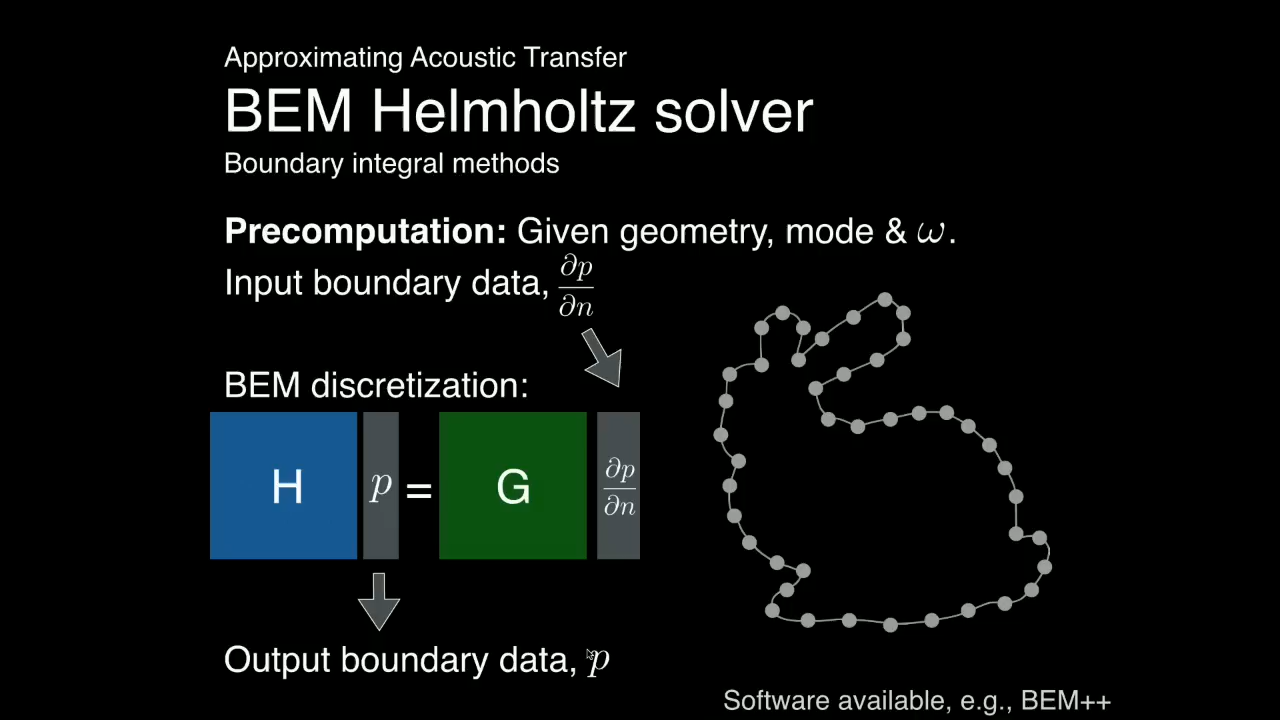 Approximating Acoustic Transfer
BEM Helmholtz solver
Boundary integral methods
Precomputation: Given geometry, mode & ω.
Input boundary data, ∂p/∂n
BEM discretization:
H p = G ∂p/∂n
Output boundary data, p
Software available, e.g., BEM++